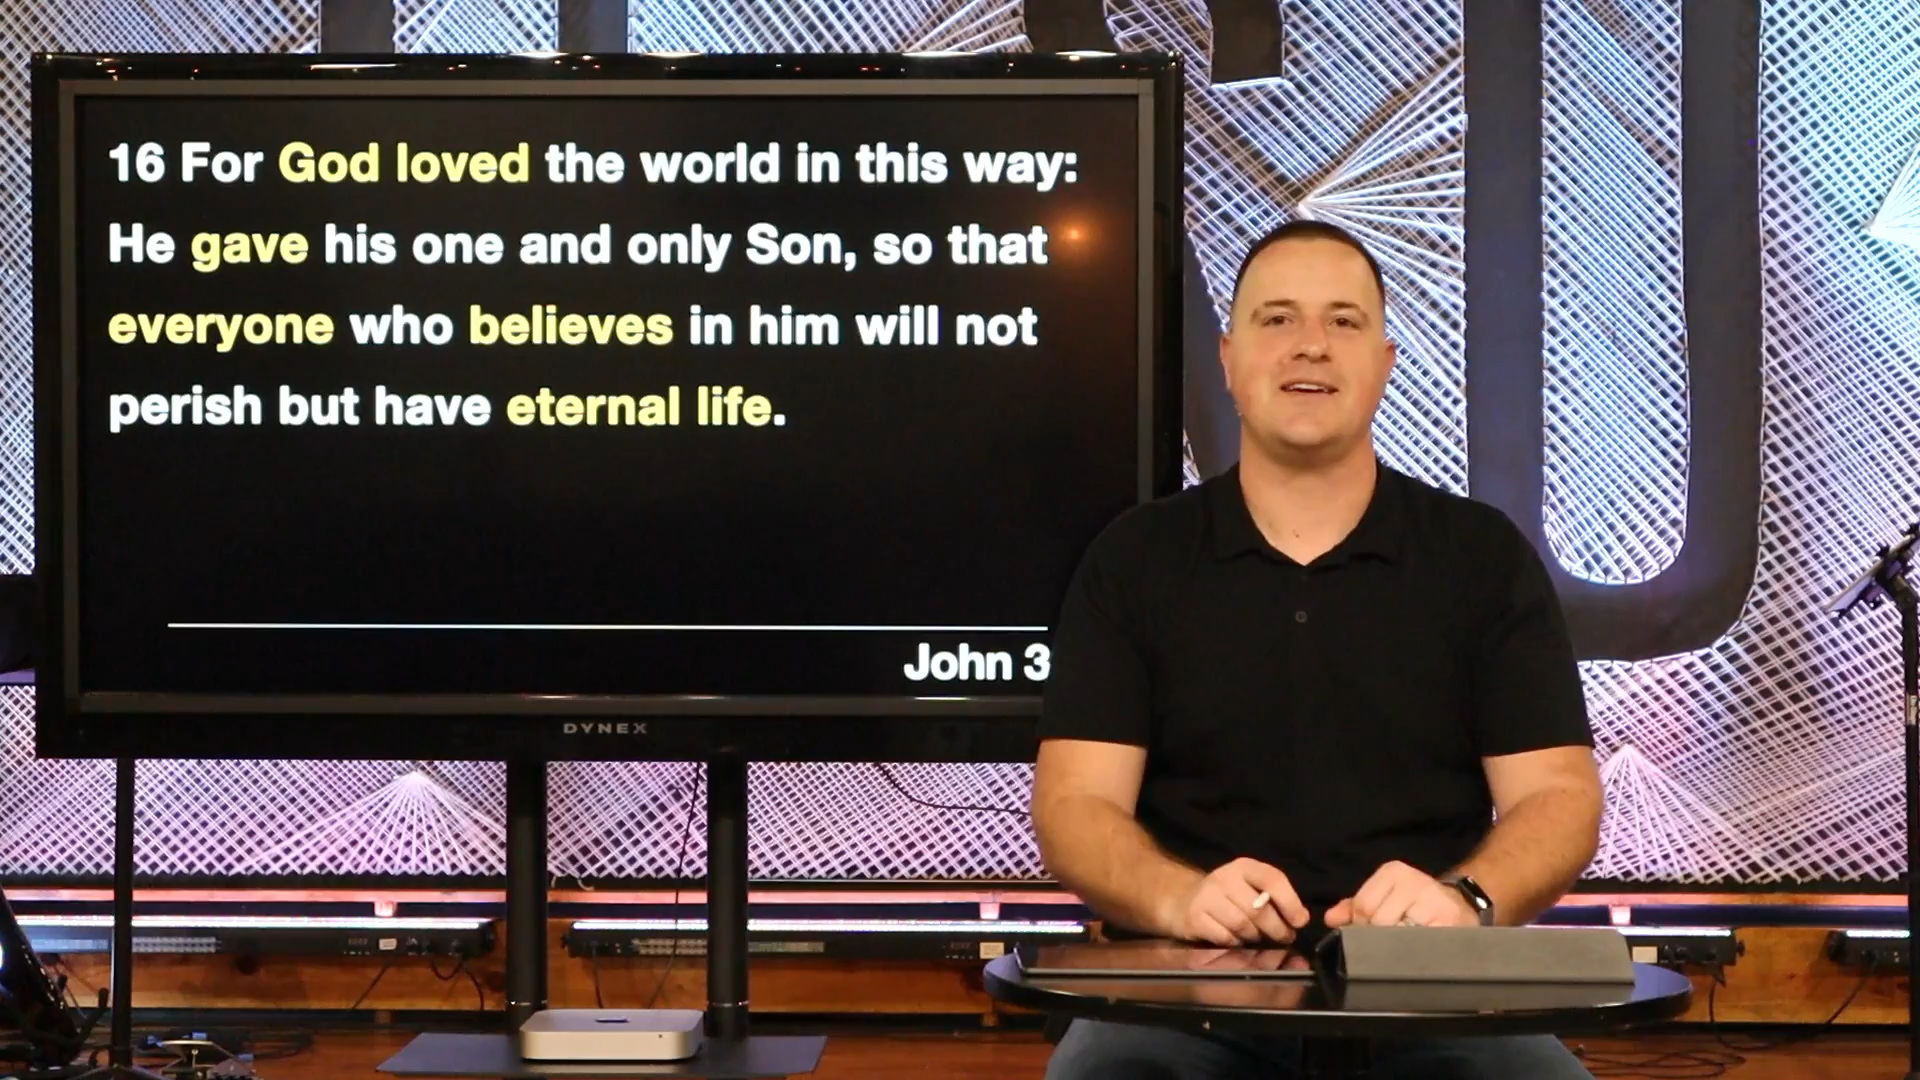 16 For God loved the world in this way:
He gave his one and only Son, so that
everyone who believes in him will not
perish but have eternal life.
John 3
DYNEX